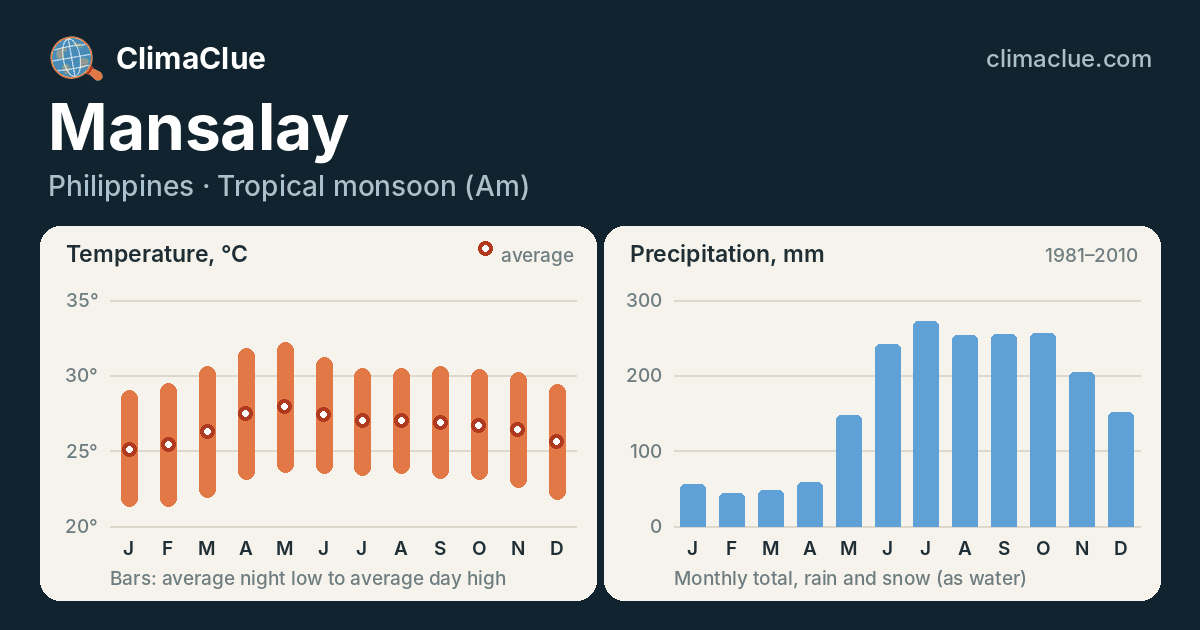 ClimaClue
climaclue.com
Mansalay
Philippines · Tropical monsoon (Am)
Temperature, °C
average
35°
30°
25°
20°
J F M A M J J A S O N D
Bars: average night low to average day high
Precipitation, mm
1981–2010
300
200
100
0
J F M A M J J A S O N D
Monthly total, rain and snow (as water)